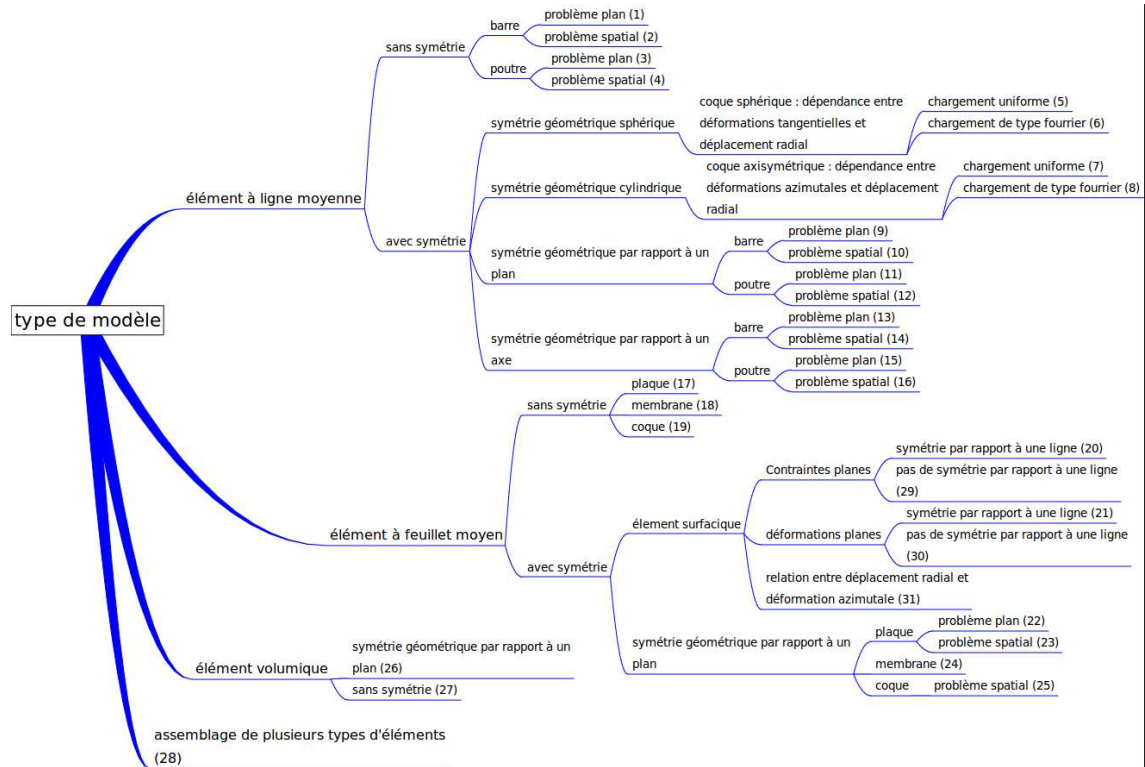 type de modèle
élément à ligne moyenne
sans symétrie
barre
problème plan (1)
problème spatial (2)
poutre
problème plan (3)
problème spatial (4)
avec symétrie
symétrie géométrique sphérique
coque sphérique : dépendance entre
déformations tangentielles et
déplacement radial
chargement uniforme (5)
chargement de type fourrier (6)
symétrie géométrique cylindrique
coque axisymétrique : dépendance entre
déformations azimutales et déplacement
radial
chargement uniforme (7)
chargement de type fourrier (8)
symétrie géométrique par rapport à un
plan
barre
problème plan (9)
problème spatial (10)
poutre
problème plan (11)
problème spatial (12)
symétrie géométrique par rapport à un
axe
barre
problème plan (13)
problème spatial (14)
poutre
problème plan (15)
problème spatial (16)
élément à feuillet moyen
sans symétrie
plaque (17)
membrane (18)
coque (19)
avec symétrie
élement surfacique
Contraintes planes
symétrie par rapport à une ligne (20)
pas de symétrie par rapport à une ligne
(29)
déformations planes
symétrie par rapport à une ligne (21)
pas de symétrie par rapport à une ligne
(30)
relation entre déplacement radial et
déformation azimutale (31)
symétrie géométrique par rapport à un
plan
plaque
problème plan (22)
problème spatial (23)
membrane (24)
coque
problème spatial (25)
élément volumique
symétrie géométrique par rapport à un
plan (26)
sans symétrie (27)
assemblage de plusieurs types d'éléments
(28)